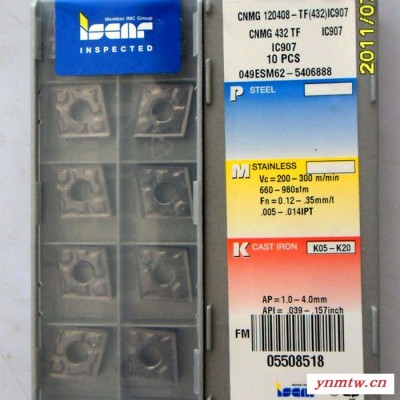 Member IMC Group
iscar
INSPECTED
CNMG 120408-TF(432)IC907
CNMG 432 TF IC907
IC907
10 PCS
049ESM62-5406888
P STEEL
M STAINLESS
Vc = 200-300 m/min
660-980sfm
Fn = 0.12-.35mm/t
.005-.014IPT
K CAST IRON K05-K20
AP = 1.0-4.0mm
API = .039-.157inch
FM
05508518
2011/07
ynmtw.cn